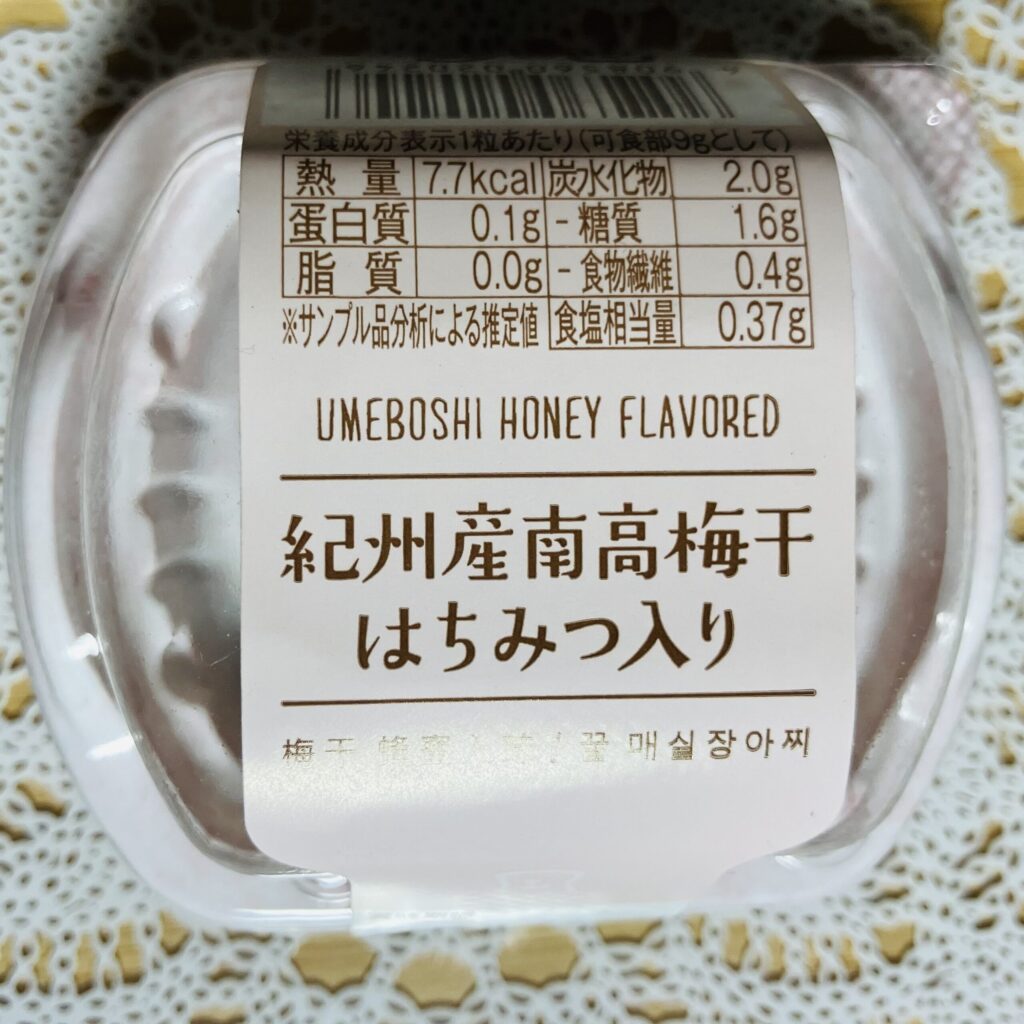 栄養成分表示1粒あたり(可食部9gとして)
熱量 7.7kcal 炭水化物 2.0g
蛋白質 0.1g - 糖質 1.6g
脂質 0.0g - 食物繊維 0.4g
※サンプル品分析による推定値 食塩相当量 0.37g
UMEBOSHI HONEY FLAVORED
紀州産南高梅干
はちみつ入り
梅干 蜂蜜 꿀 매실장아찌